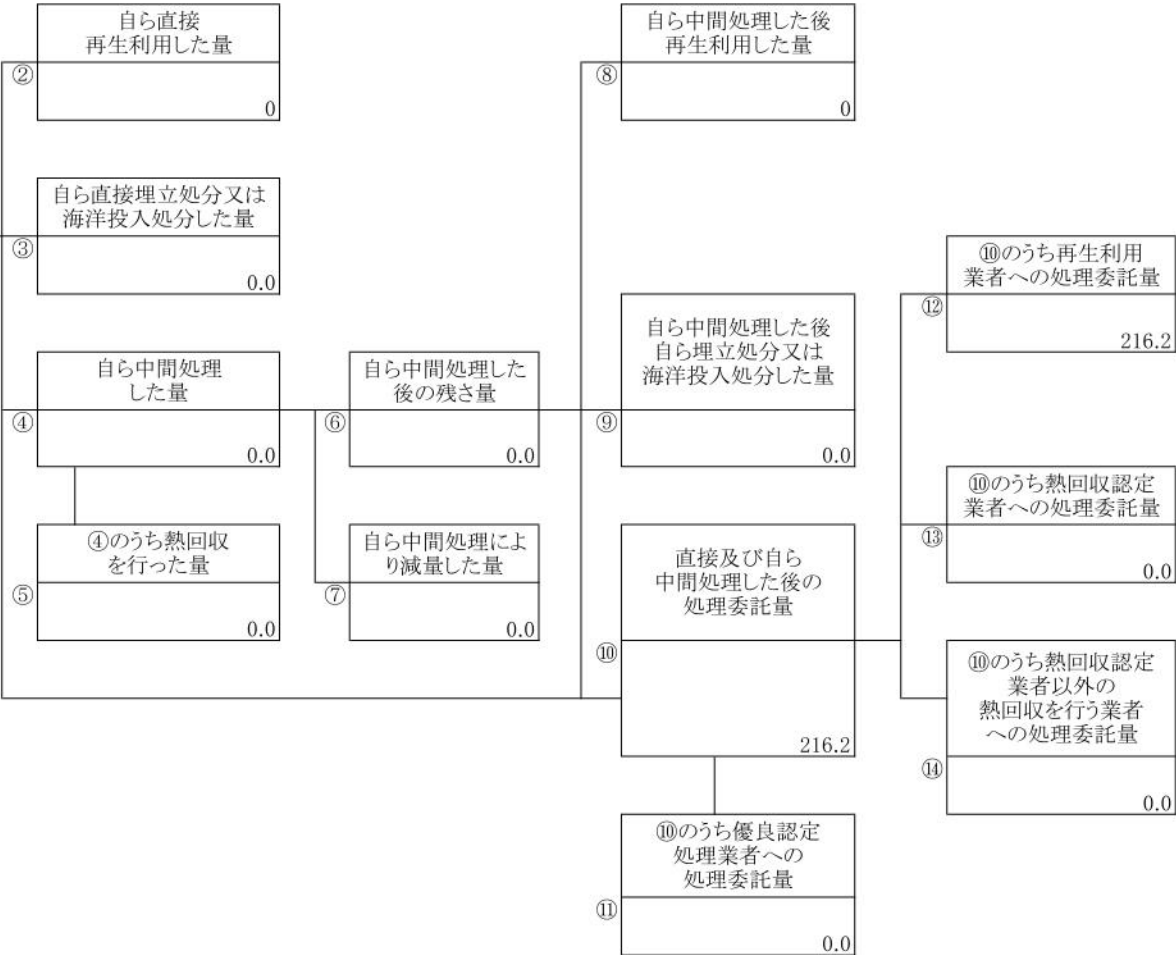 自ら直接
再生利用した量
②
0
自ら直接埋立処分又は
海洋投入処分した量
③
0.0
自ら中間処理
した量
④
0.0
④のうち熱回収
を行った量
⑤
0.0
自ら中間処理した
後の残さ量
⑥
0.0
自ら中間処理によ
り減量した量
⑦
0.0
自ら中間処理した後
再生利用した量
⑧
0
自ら中間処理した後
自ら埋立処分又は
海洋投入処分した量
⑨
0.0
直接及び自ら
中間処理した後の
処理委託量
⑩
216.2
⑩のうち優良認定
処理業者への
処理委託量
⑪
0.0
⑩のうち再生利用
業者への処理委託量
⑫
216.2
⑩のうち熱回収認定
業者への処理委託量
⑬
0.0
⑩のうち熱回収認定
業者以外の
熱回収を行う業者
への処理委託量
⑭
0.0